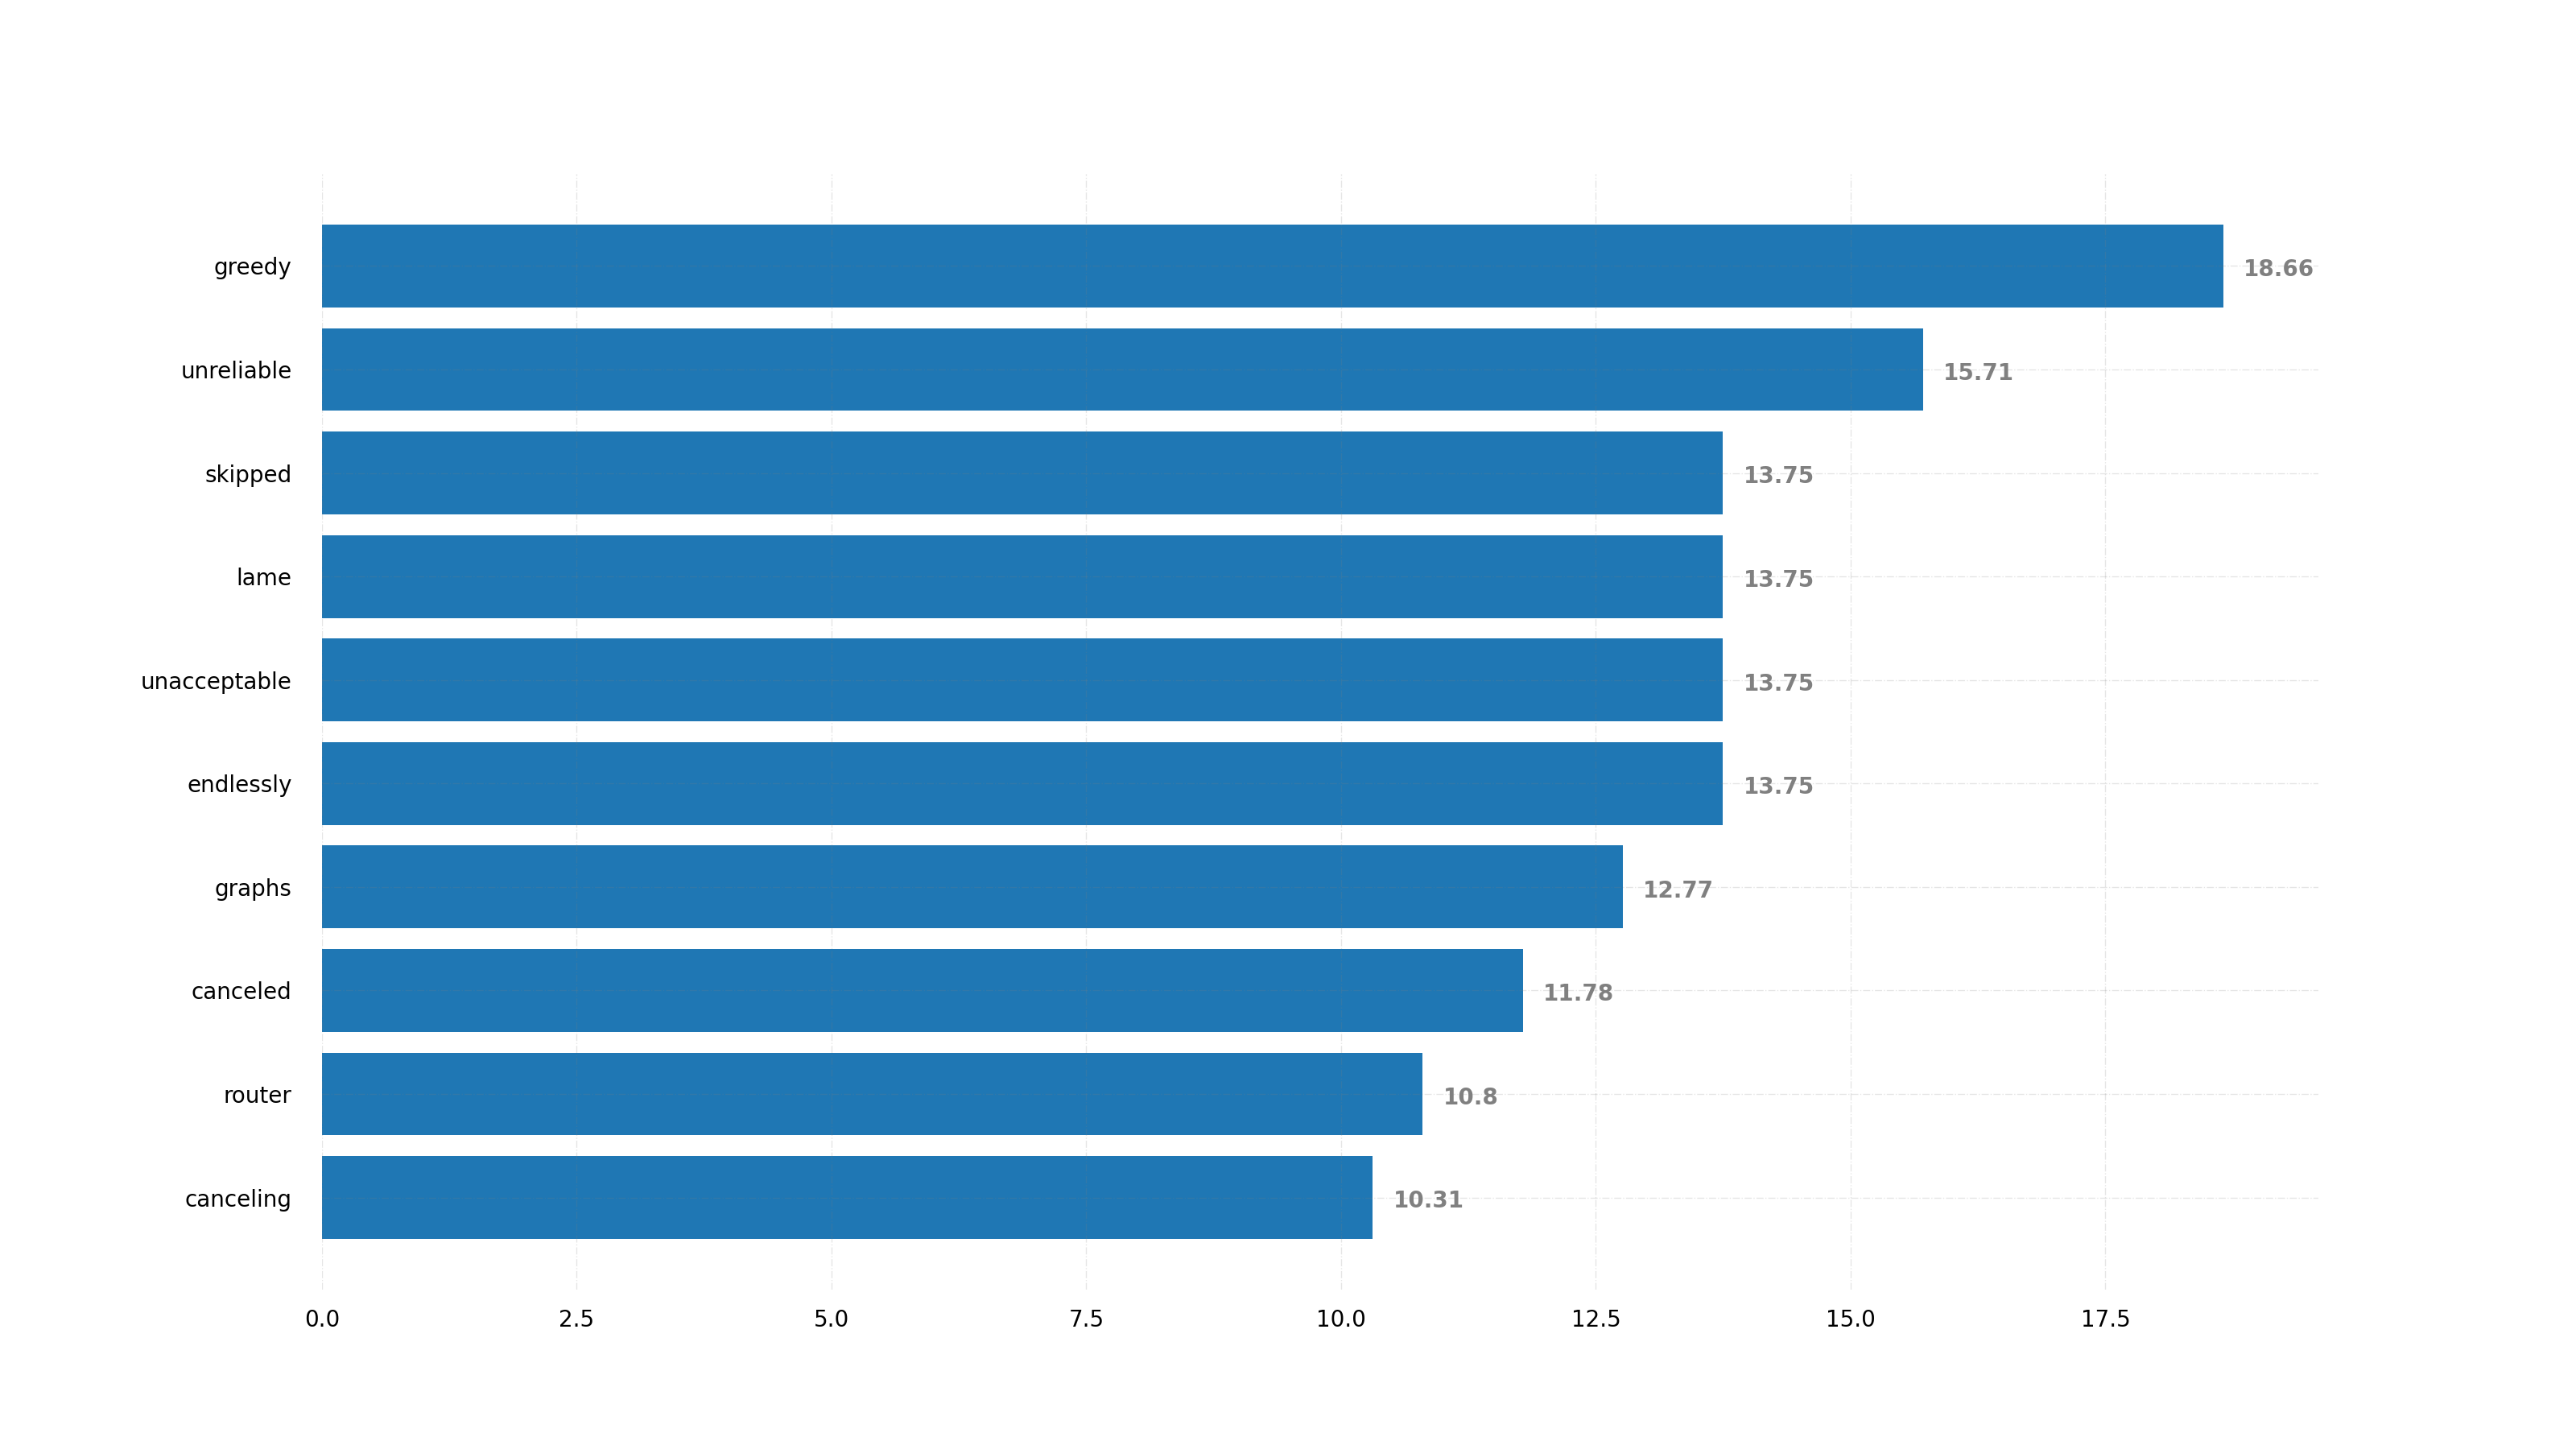 greedy 18.66
unreliable 15.71
skipped 13.75
lame 13.75
unacceptable 13.75
endlessly 13.75
graphs 12.77
canceled 11.78
router 10.8
canceling 10.31
0.0 2.5 5.0 7.5 10.0 12.5 15.0 17.5